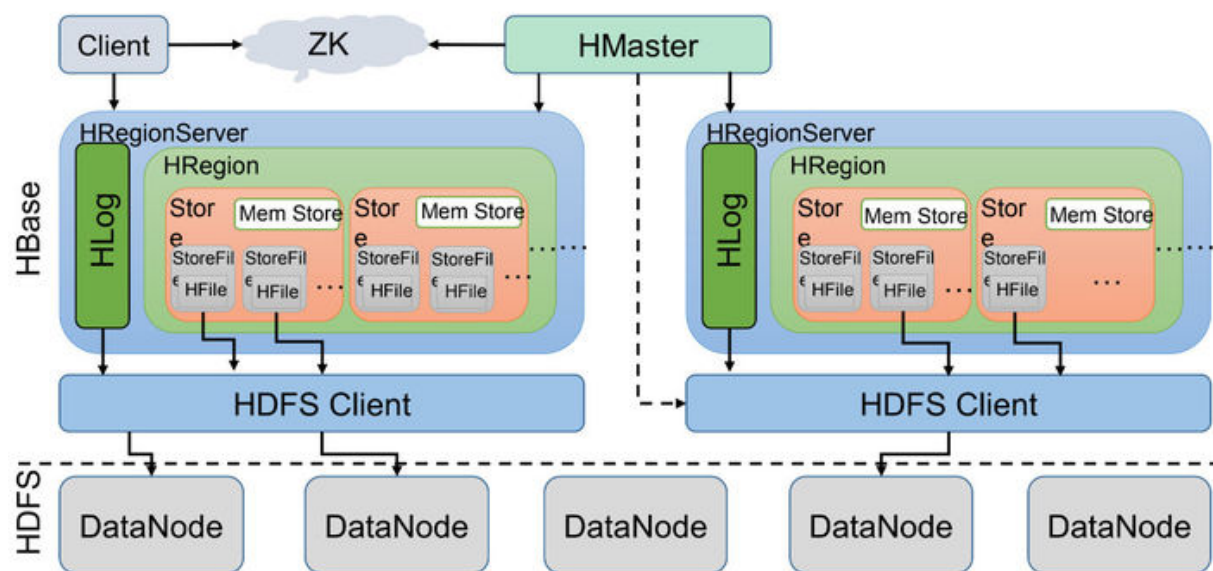 Client
ZK
HMaster
HBase
HRegionServer
HLog
HRegion
Stor
e
Mem Store
StoreFil
e
HFile
StoreFil
e
HFile
...
Stor
e
Mem Store
StoreFil
e
HFile
StoreFil
e
HFile
...
......
HRegionServer
HLog
HRegion
Stor
e
Mem Store
StoreFil
e
HFile
StoreFil
e
HFile
...
Stor
e
Mem Store
StoreFil
e
HFile
...
......
HDFS Client
HDFS Client
HDFS
DataNode
DataNode
DataNode
DataNode
DataNode